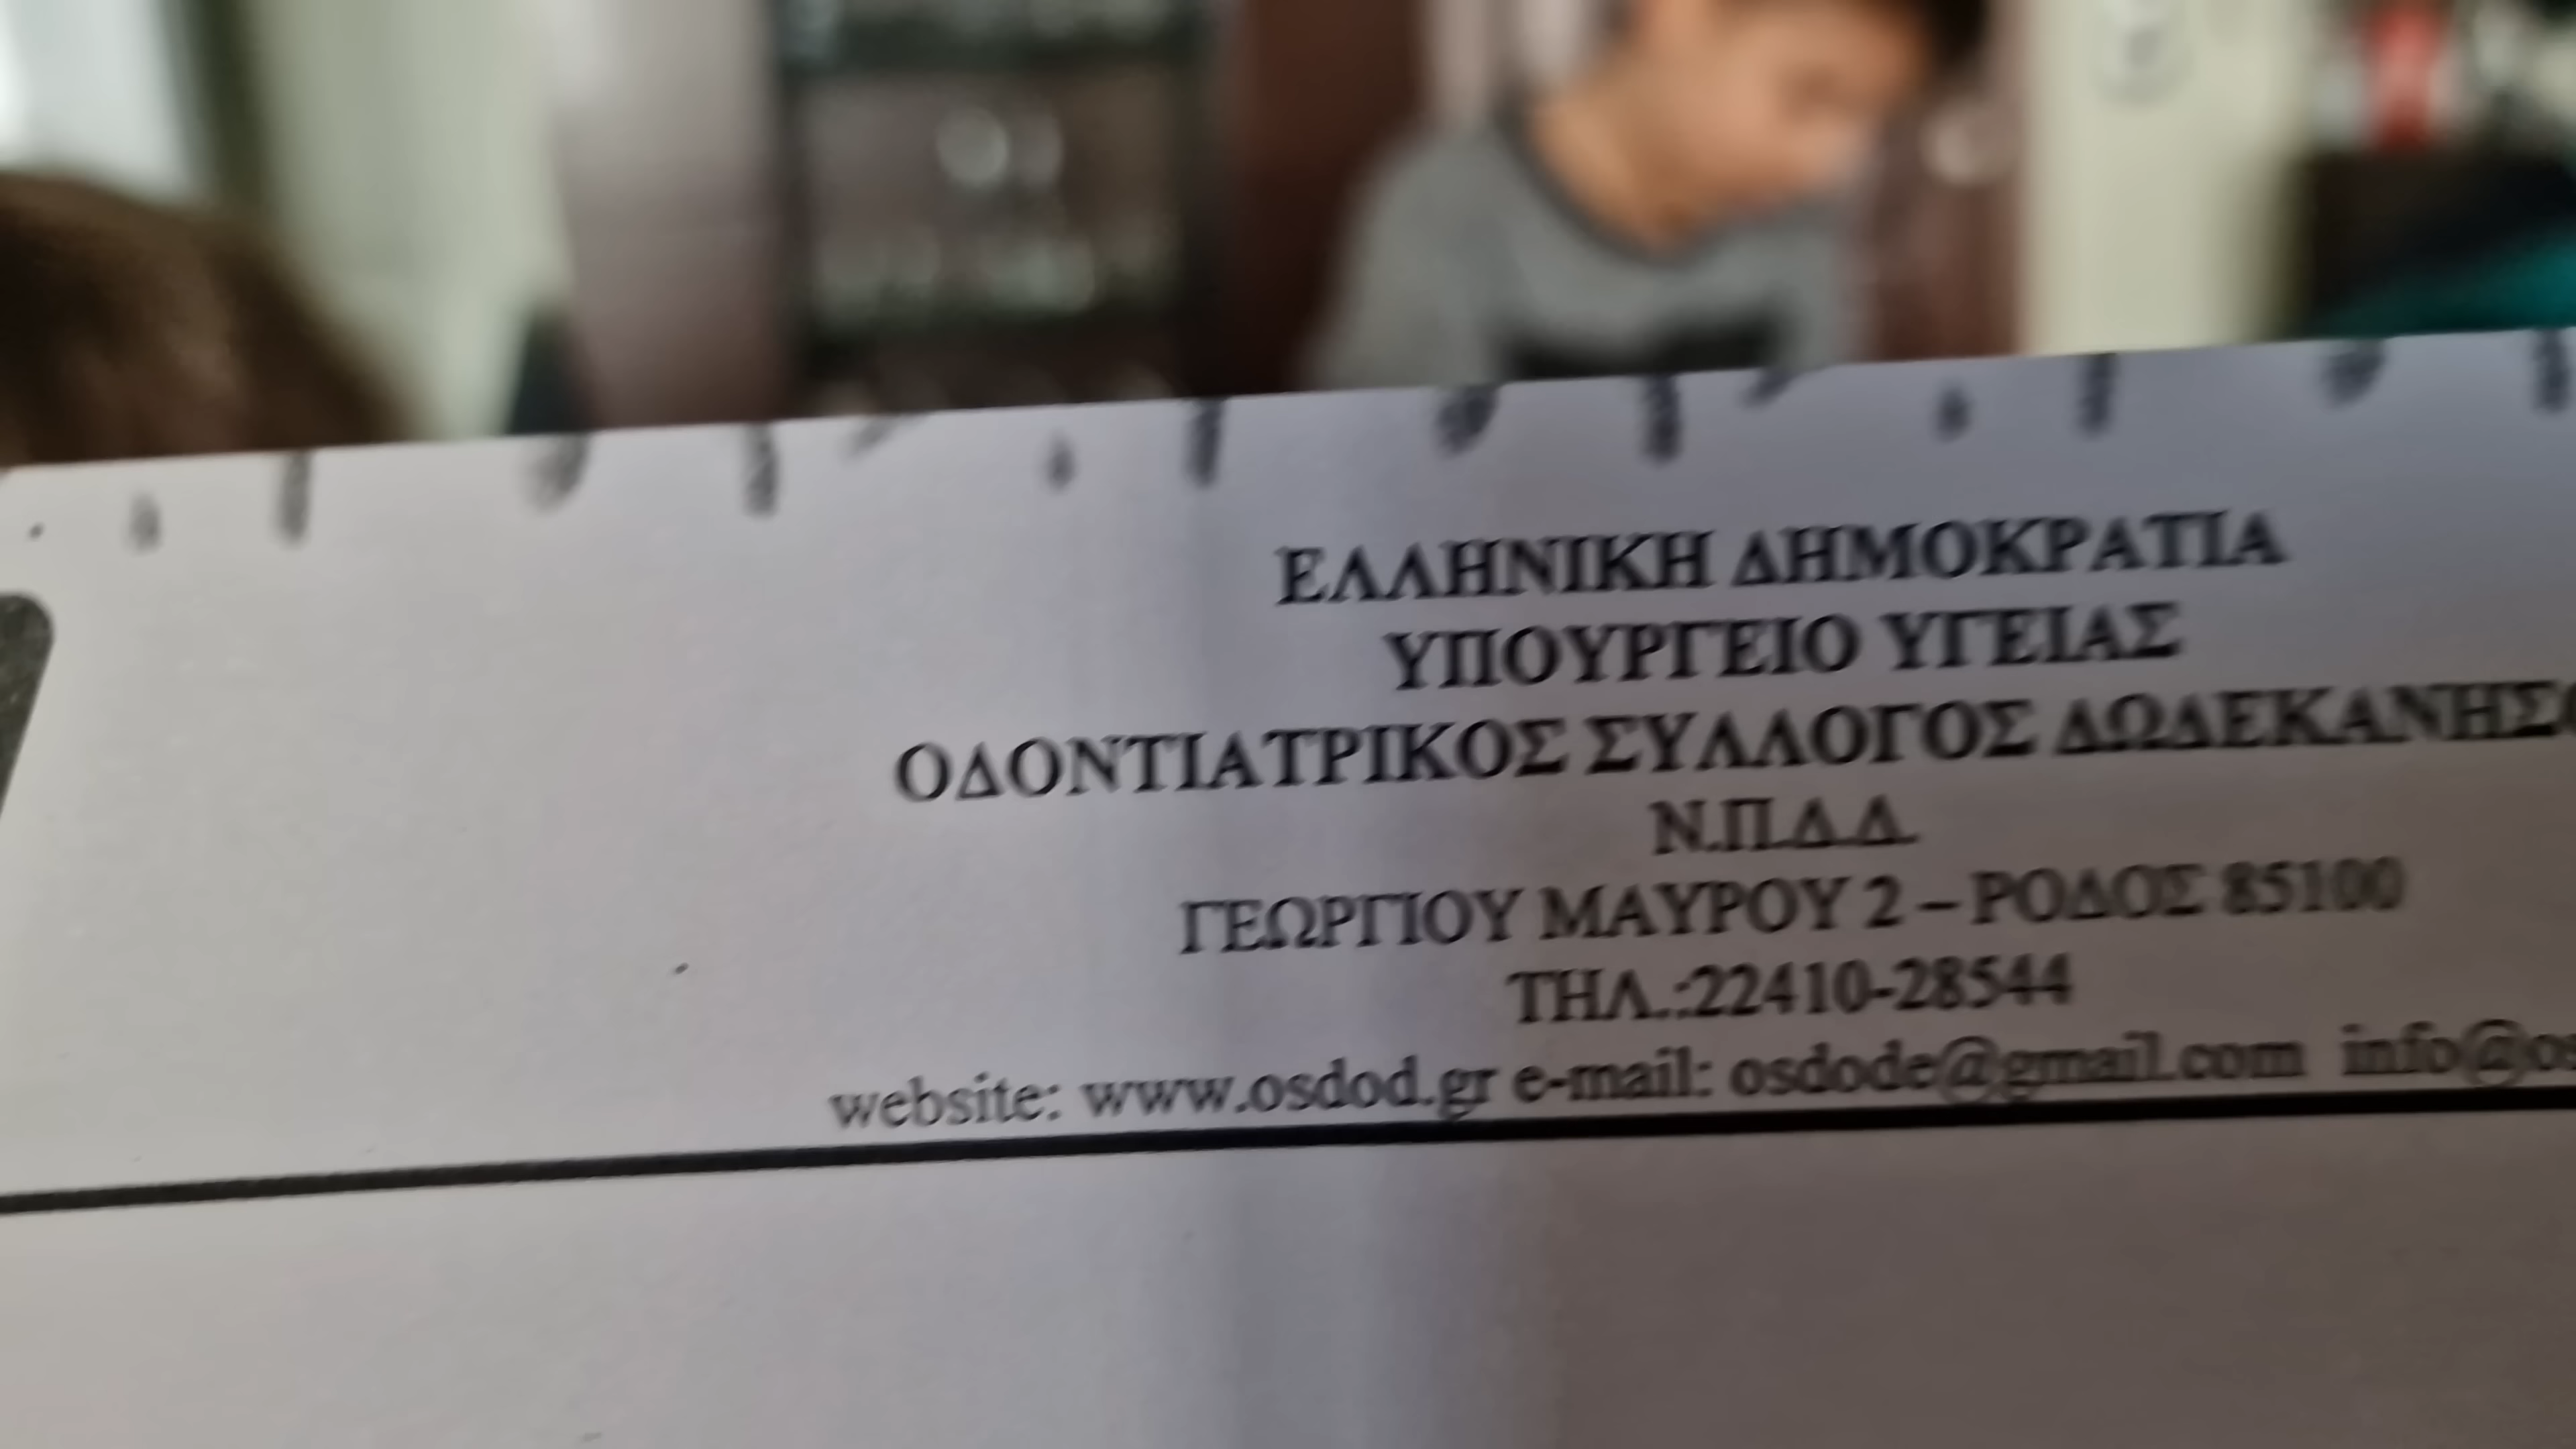 ΕΛΛΗΝΙΚΗ ΔΗΜΟΚΡΑΤΙΑ
ΥΠΟΥΡΓΕΙΟ ΥΓΕΙΑΣ
ΟΔΟΝΤΙΑΤΡΙΚΟΣ ΣΥΛΛΟΓΟΣ
Ν.Π.Δ.Δ.
ΓΕΩΡΓΙΟΥ ΜΑΥΡΟΥ 2 – ΡΟΔΟΣ 85100
ΤΗΛ.:22410-28544
website: www.osdod.gr e-mail: osdode@gmail.com